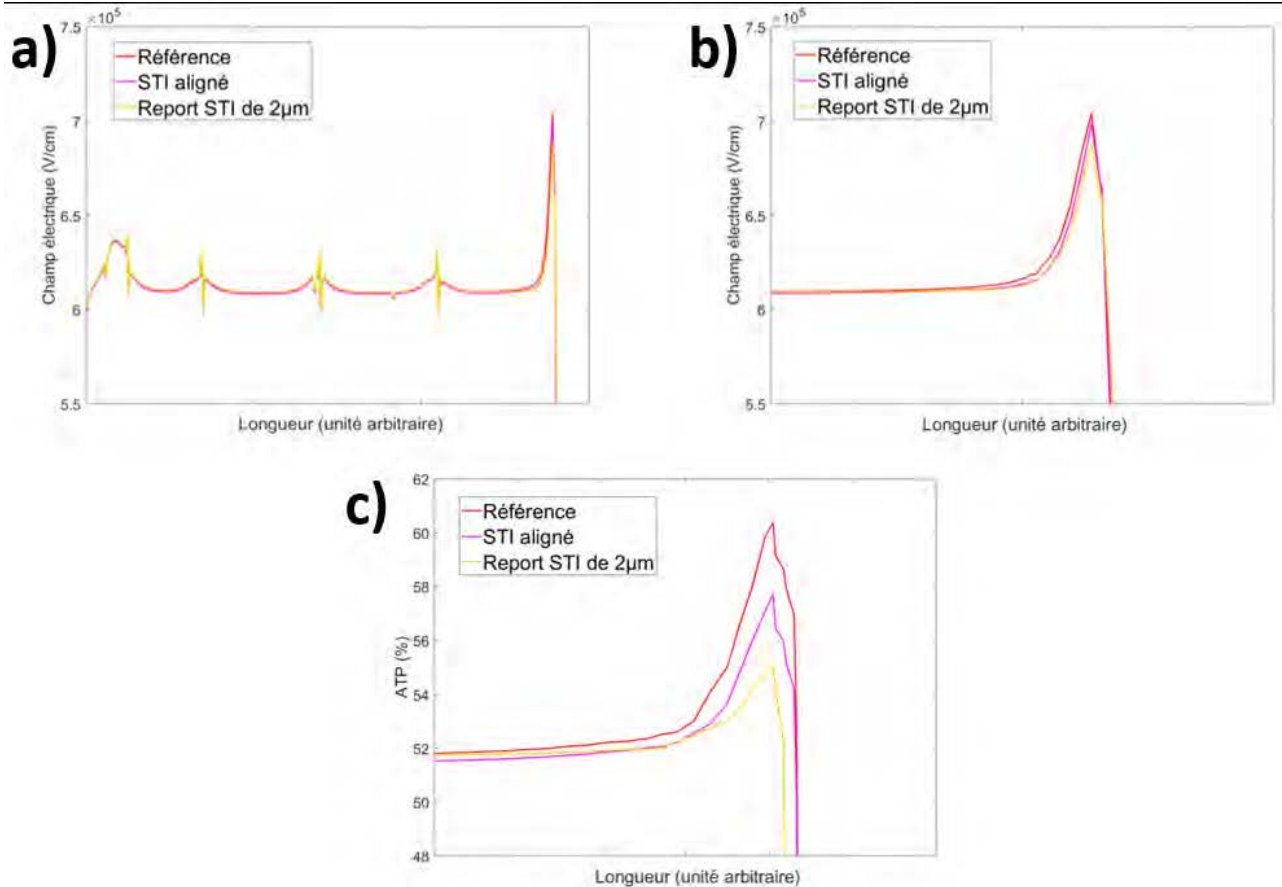 a)
×10⁵
7.5
7
6.5
6
5.5
Champ électrique (V/cm)
Référence
STI aligné
Report STI de 2µm
Longueur (unité arbitraire)
b)
×10⁵
7.5
7
6.5
6
5.5
Champ électrique (V/cm)
Référence
STI aligné
Report STI de 2µm
Longueur (unité arbitraire)
c)
62
60
58
56
54
52
50
48
ATP (%)
Référence
STI aligné
Report STI de 2µm
Longueur (unité arbitraire)